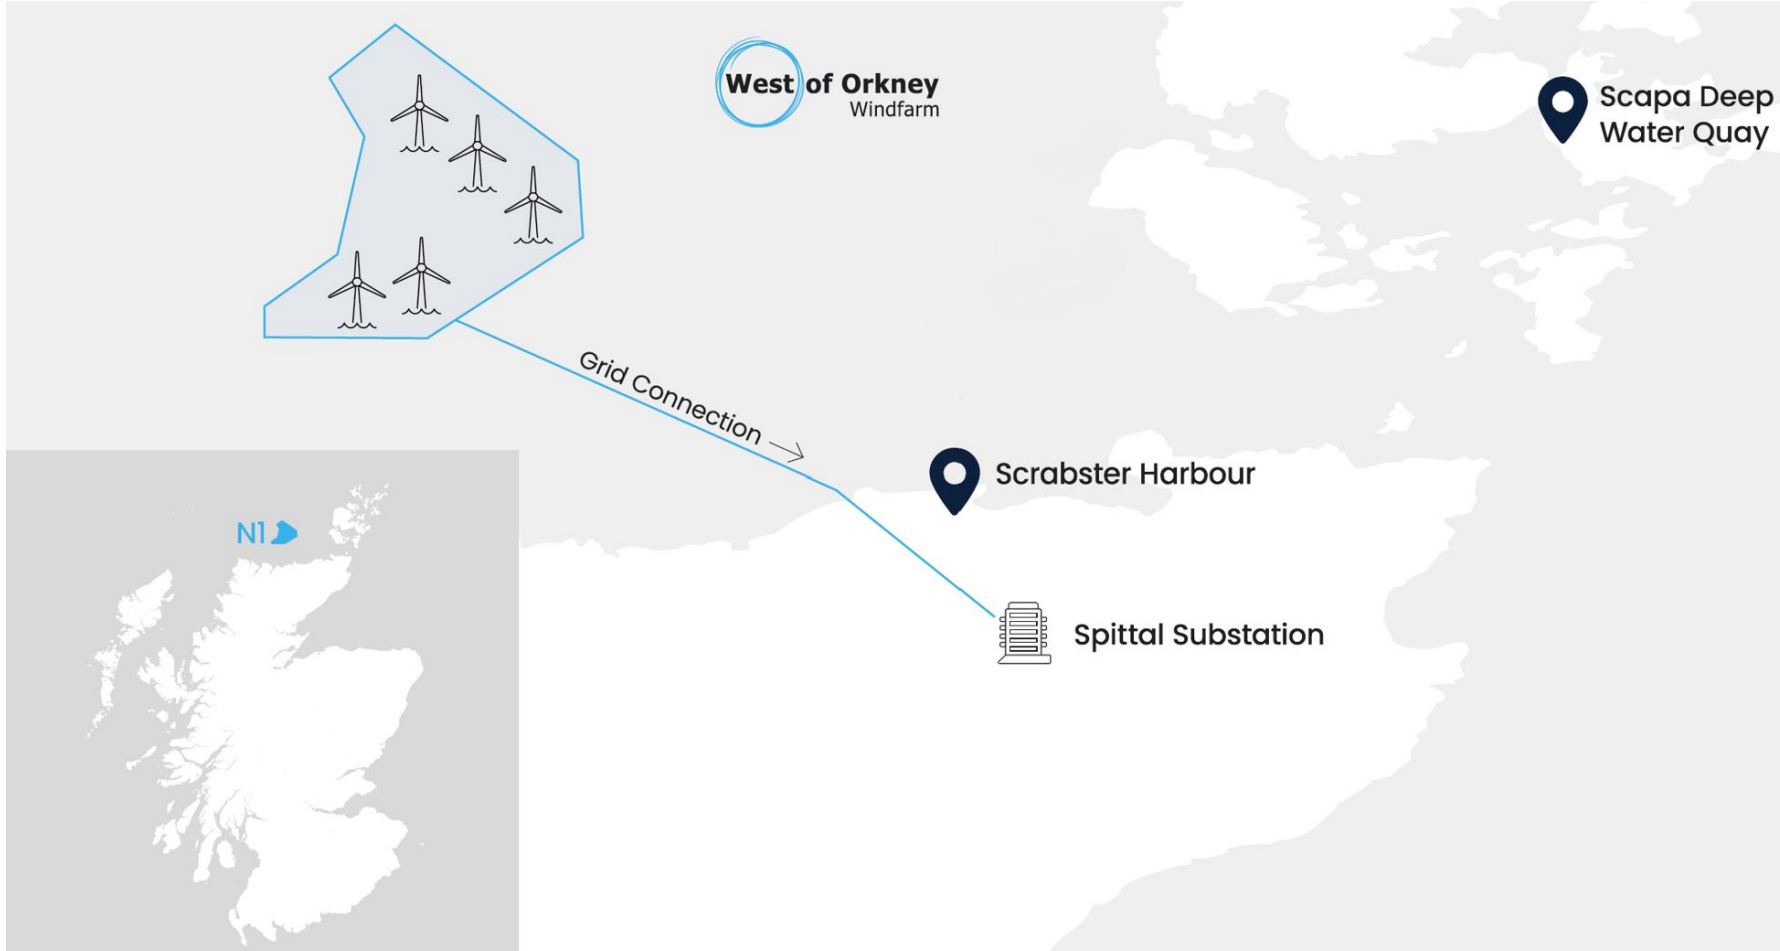 West of Orkney
Windfarm
Scapa Deep
Water Quay
Grid Connection
Scrabster Harbour
N1
Spittal Substation